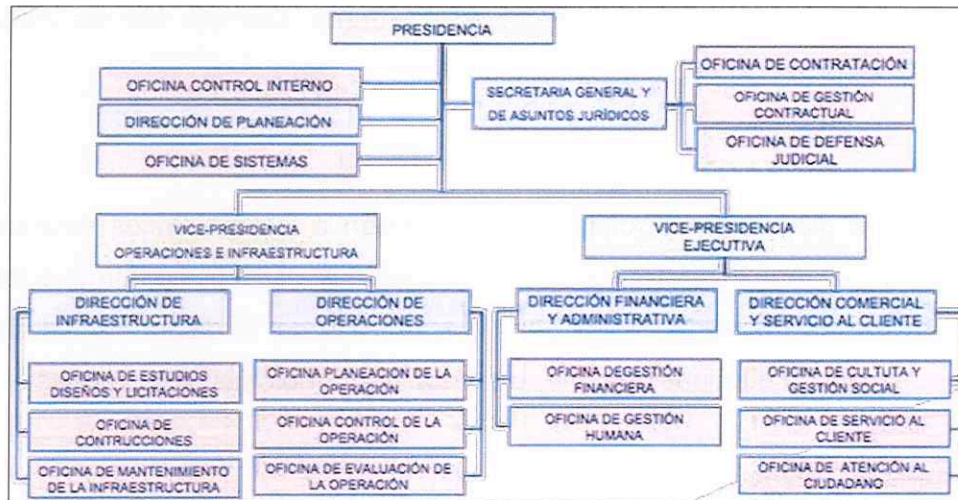 PRESIDENCIA
OFICINA CONTROL INTERNO
DIRECCIÓN DE PLANEACIÓN
OFICINA DE SISTEMAS
SECRETARIA GENERAL Y
DE ASUNTOS JURÍDICOS
OFICINA DE CONTRATACIÓN
OFICINA DE GESTIÓN
CONTRACTUAL
OFICINA DE DEFENSA
JUDICIAL
VICE-PRESIDENCIA
OPERACIONES E INFRAESTRUCTURA
VICE-PRESIDENCIA
EJECUTIVA
DIRECCIÓN DE
INFRAESTRUCTURA
DIRECCIÓN DE
OPERACIONES
DIRECCIÓN FINANCIERA
Y ADMINISTRATIVA
DIRECCIÓN COMERCIAL
Y SERVICIO AL CLIENTE
OFICINA DE ESTUDIOS
DISEÑOS Y LICITACIONES
OFICINA DE
CONTRUCCIONES
OFICINA DE MANTENIMIENTO
DE LA INFRAESTRUCTURA
OFICINA PLANEACION DE LA
OPERACIÓN
OFICINA CONTROL DE LA
OPERACIÓN
OFICINA DE EVALUACIÓN DE
LA OPERACIÓN
OFICINA DEGESTIÓN
FINANCIERA
OFICINA DE GESTIÓN
HUMANA
OFICINA DE CULTUTA Y
GESTIÓN SOCIAL
OFICINA DE SERVICIO AL
CLIENTE
OFICINA DE ATENCIÓN AL
CIUDADANO